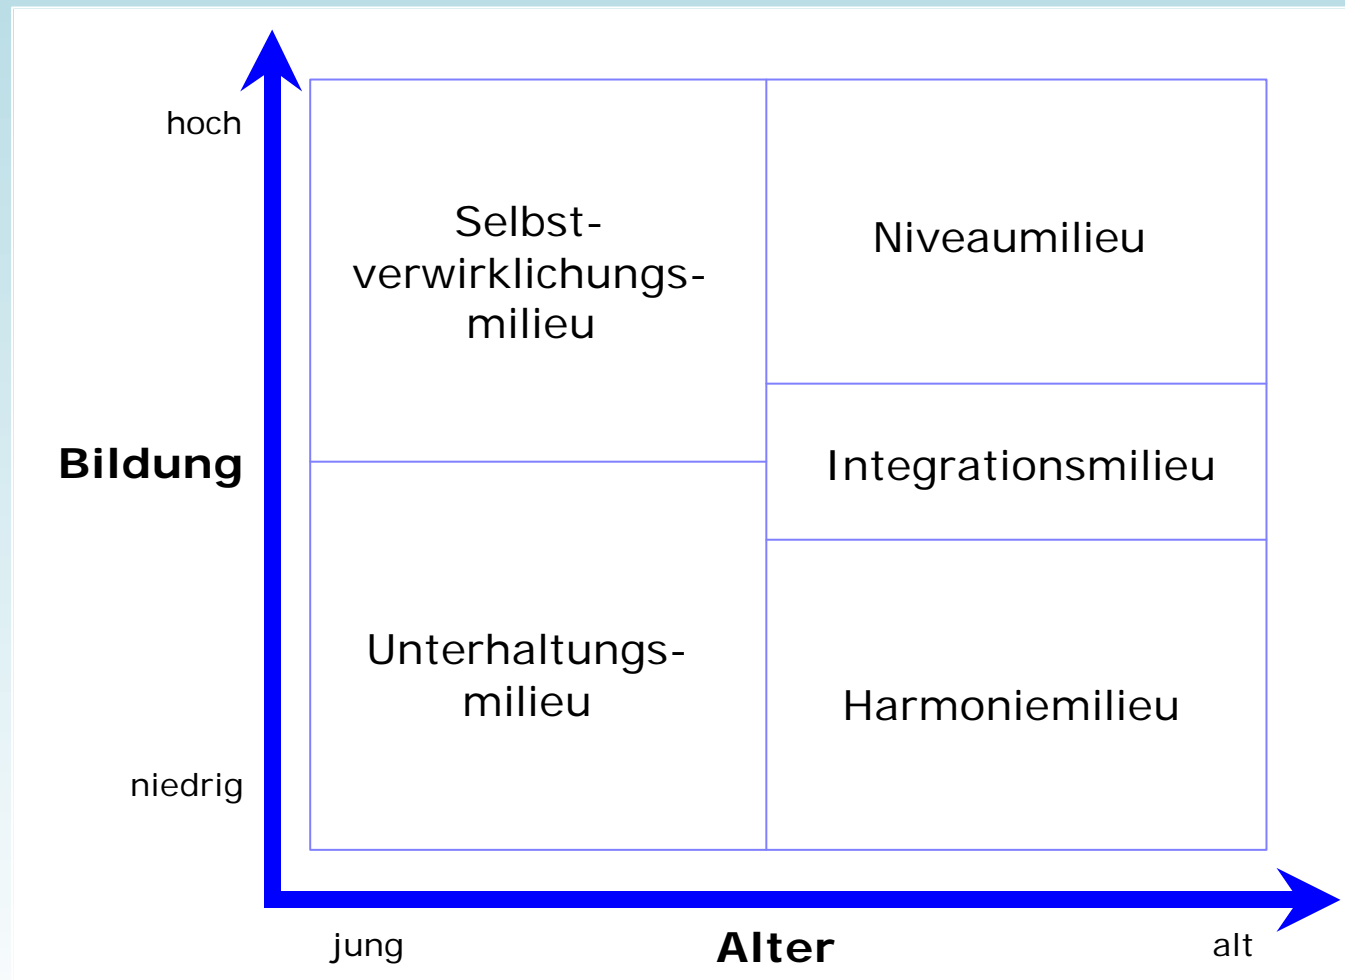 hoch
Selbst-
verwirklichungs-
milieu
Niveaumilieu
Bildung
Integrationsmilieu
Unterhaltungs-
milieu
Harmoniemilieu
niedrig
jung
Alter
alt